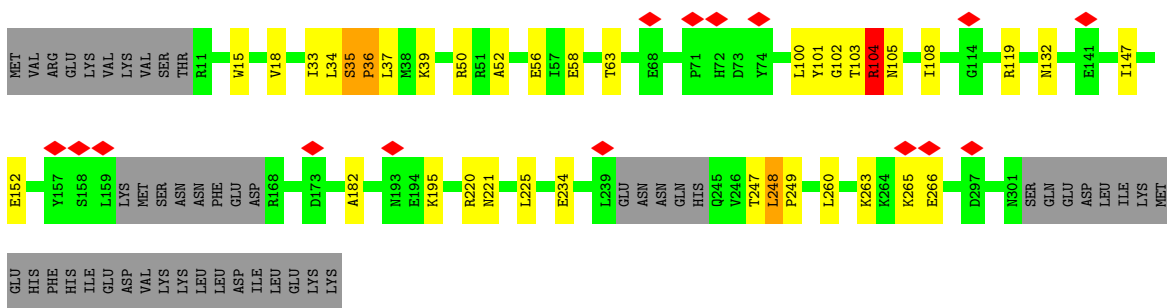 MET VAL ARG GLU LYS VAL LYS VAL SER THR R11 W15 V18 I33 L34 S35 P36 L37 M38 K39 R50 R51 A52 E56 I57 E58 T63 E68 P71 H72 D73 Y74 L100 Y101 G102 T103 R104 N105 I108 G114 R119 N132 E141 I147
E152 Y157 S158 L159 LYS MET SER ASN ASN PHE GLU ASP R168 D173 A182 N193 E194 K195 R220 N221 L225 E234 L239 GLU ASN ASN GLN HIS Q245 V246 T247 L248 P249 L260 K263 K264 K265 E266 D297 N301 SER GLN GLU ASP LEU ILE LYS MET
GLU HIS PHE HIS ILE GLU ASP VAL LYS LYS LEU LEU ASP ILE LEU GLU LYS LYS